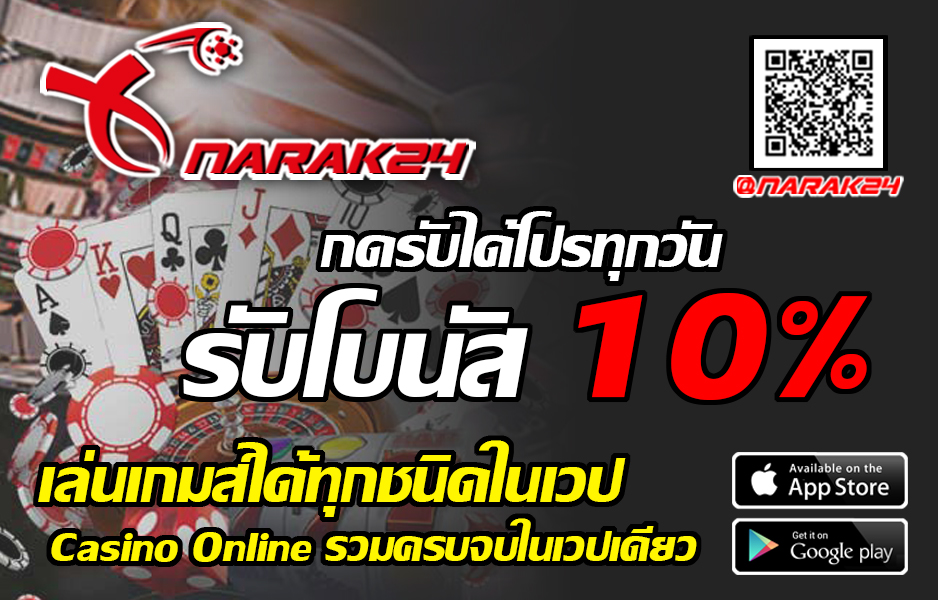 NARAK24
@NARAK24
กดรับได้โปรทุกวัน
รับโบนัส 10%
เล่นเกมส์ได้ทุกชนิดในเวป
Casino Online รวมครบจบในเวปเดียว
Available on the
App Store
Get it on
Google play
A
K
Q
J
10